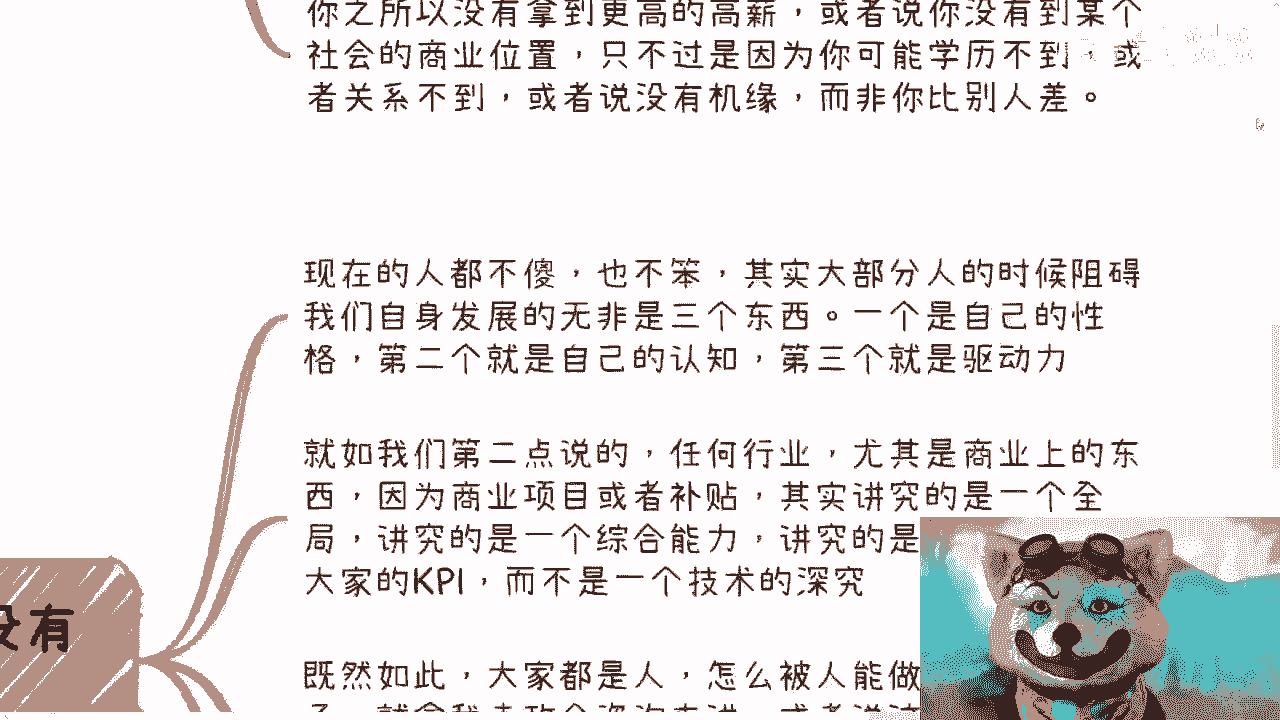 你之所以没有拿到更高的高薪，或者说你没有到某个
社会的商业位置，只不过是因为你可能学历不到，或
者关系不到，或者说没有机缘，而非你比别人差。
现在的人都不傻，也不笨，其实大部分人的时候阻碍
我们自身发展的无非是三个东西。一个是自己的性
格，第二个就是自己的认知，第三个就是驱动力
就如我们第二点说的，任何行业，尤其是商业上的东
西，因为商业项目或者补贴，其实讲究的是一个全
局，讲究的是一个综合能力，讲究的是
大家的KPI，而不是一个技术的深究
没有
既然如此，大家都是人，怎么被人能做